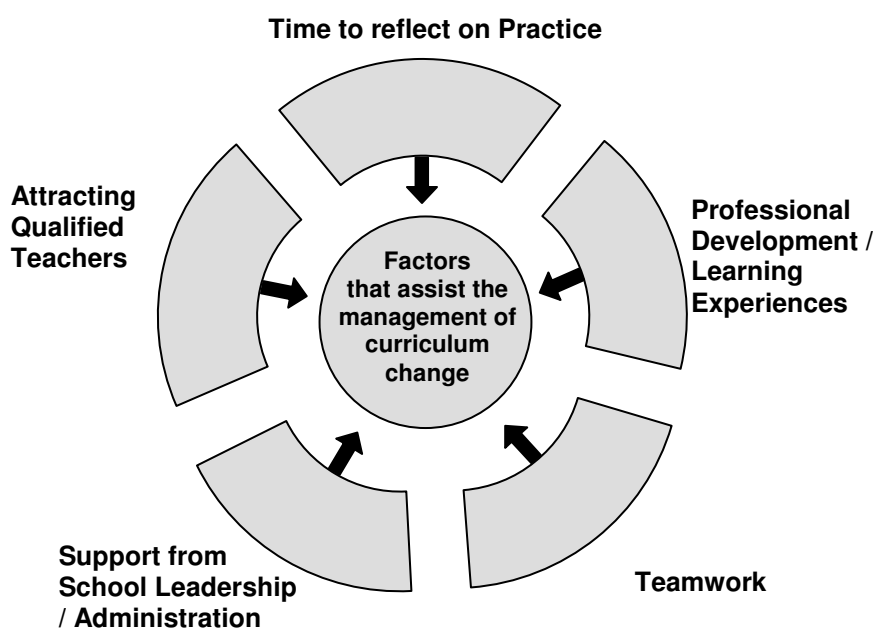 Time to reflect on Practice
Attracting
Qualified
Teachers
Professional
Development /
Learning
Experiences
Factors
that assist the
management of
curriculum
change
Support from
School Leadership
/ Administration
Teamwork